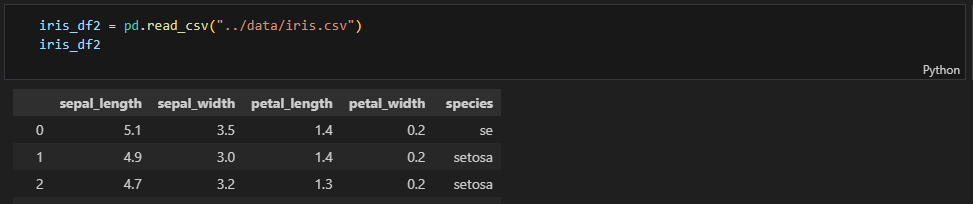 iris_df2 = pd.read_csv("../data/iris.csv")
iris_df2
Python
sepal_length sepal_width petal_length petal_width species
0 5.1 3.5 1.4 0.2 se
1 4.9 3.0 1.4 0.2 setosa
2 4.7 3.2 1.3 0.2 setosa